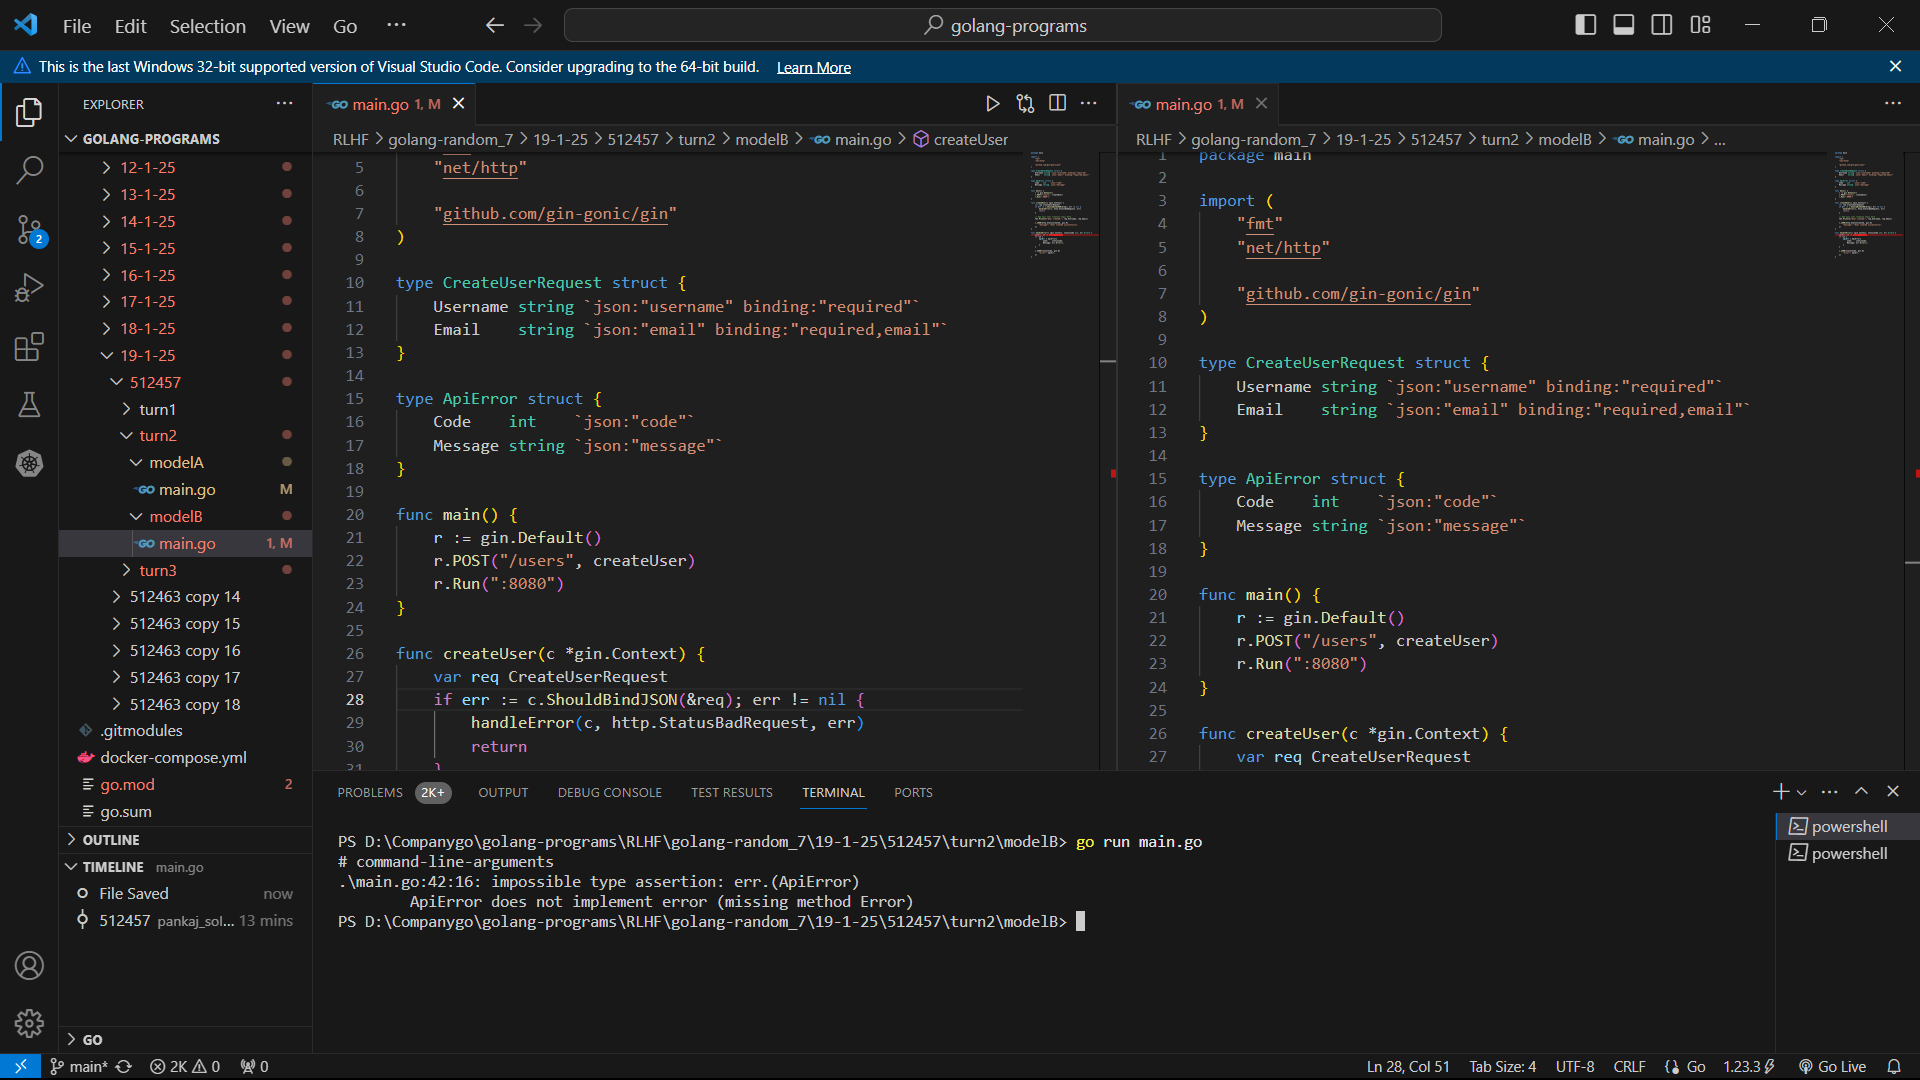 File Edit Selection View Go ··· golang-programs
This is the last Windows 32-bit supported version of Visual Studio Code. Consider upgrading to the 64-bit build. Learn More
EXPLORER ···
GOLANG-PROGRAMS
12-1-25
13-1-25
14-1-25
15-1-25
16-1-25
17-1-25
18-1-25
19-1-25
512457
turn1
turn2
modelA
GO main.go M
modelB
GO main.go 1, M
turn3
512463 copy 14
512463 copy 15
512463 copy 16
512463 copy 17
512463 copy 18
.gitmodules
docker-compose.yml
go.mod 2
go.sum
OUTLINE
TIMELINE main.go
File Saved now
512457 pankaj_sol... 13 mins
GO
2
GO main.go 1, M
RLHF > golang-random_7 > 19-1-25 > 512457 > turn2 > modelB > GO main.go > createUser
5 "net/http"
6
7 "github.com/gin-gonic/gin"
8 )
9
10 type CreateUserRequest struct {
11 Username string `json:"username" binding:"required"`
12 Email string `json:"email" binding:"required,email"`
13 }
14
15 type ApiError struct {
16 Code int `json:"code"`
17 Message string `json:"message"`
18 }
19
20 func main() {
21 r := gin.Default()
22 r.POST("/users", createUser)
23 r.Run(":8080")
24 }
25
26 func createUser(c *gin.Context) {
27 var req CreateUserRequest
28 if err := c.ShouldBindJSON(&req); err != nil {
29 handleError(c, http.StatusBadRequest, err)
30 return
31 }
GO main.go 1, M
RLHF > golang-random_7 > 19-1-25 > 512457 > turn2 > modelB > GO main.go > ...
1 package main
2
3 import (
4 "fmt"
5 "net/http"
6
7 "github.com/gin-gonic/gin"
8 )
9
10 type CreateUserRequest struct {
11 Username string `json:"username" binding:"required"`
12 Email string `json:"email" binding:"required,email"`
13 }
14
15 type ApiError struct {
16 Code int `json:"code"`
17 Message string `json:"message"`
18 }
19
20 func main() {
21 r := gin.Default()
22 r.POST("/users", createUser)
23 r.Run(":8080")
24 }
25
26 func createUser(c *gin.Context) {
27 var req CreateUserRequest
PROBLEMS 2K+ OUTPUT DEBUG CONSOLE TEST RESULTS TERMINAL PORTS
PS D:\Companygo\golang-programs\RLHF\golang-random_7\19-1-25\512457\turn2\modelB> go run main.go
# command-line-arguments
.\main.go:42:16: impossible type assertion: err.(ApiError)
ApiError does not implement error (missing method Error)
PS D:\Companygo\golang-programs\RLHF\golang-random_7\19-1-25\512457\turn2\modelB>
powershell
powershell
main* 2K 0 0 Ln 28, Col 51 Tab Size: 4 UTF-8 CRLF Go 1.23.3 Go Live